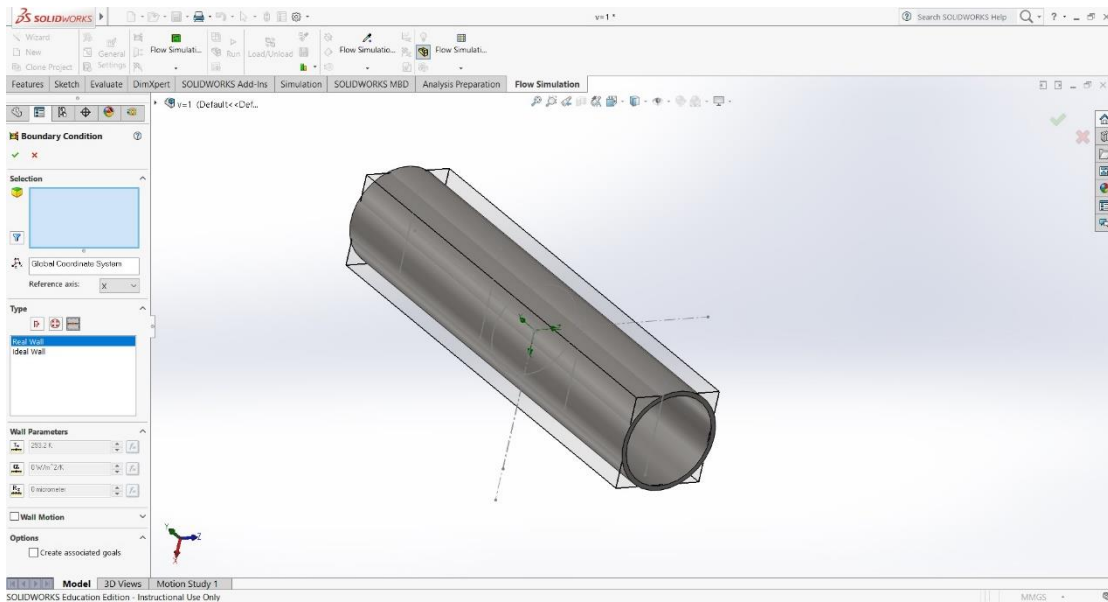 SOLIDWORKS
v=1 *
Search SOLIDWORKS Help
Wizard
New
Clone Project
General
Settings
Flow Simulati...
Run
Load/Unload
Flow Simulatio...
Flow Simulati...
Features
Sketch
Evaluate
DimXpert
SOLIDWORKS Add-Ins
Simulation
SOLIDWORKS MBD
Analysis Preparation
Flow Simulation
v=1 (Default<<Def...
Boundary Condition
Selection
Global Coordinate System
Reference axis:
X
Type
Real Wall
Ideal Wall
Wall Parameters
293.2 K
0 W/m^2/K
0 micrometer
Wall Motion
Options
Create associated goals
Y
Z
X
Model
3D Views
Motion Study 1
SOLIDWORKS Education Edition - Instructional Use Only
MMGS